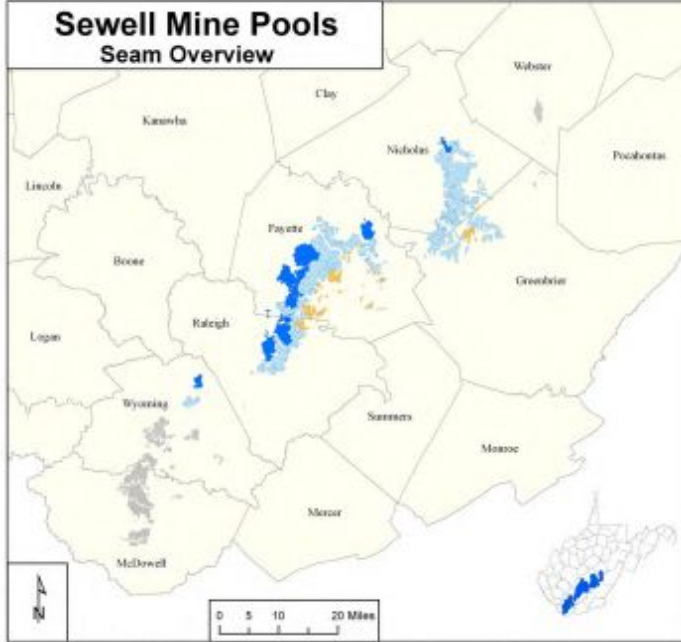 Sewell Mine Pools
Seam Overview
Webster
Clay
Kanawha
Nicholas
Pocahontas
Lincoln
Fayette
Boone
Greenbrier
Raleigh
Logan
Wyoming
Summers
Monroe
Mercer
McDowell
N
0 5 10 20 Miles